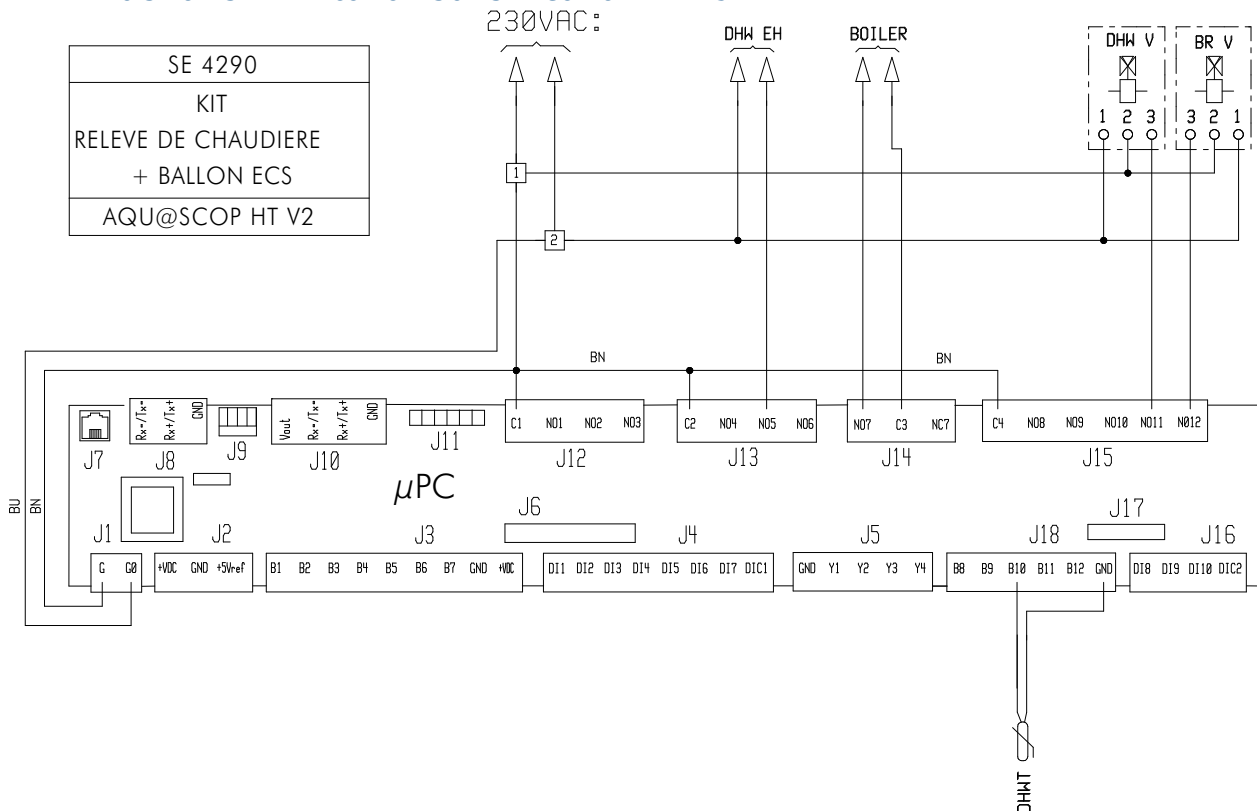 230VAC:
DHW EH
BOILER
DHW V
BR V
SE 4290
KIT
RELEVE DE CHAUDIERE
+ BALLON ECS
AQU@SCOP HT V2
1 2 3
3 2 1
1
2
BN
BN
BU
BN
J7
Rx-/Tx- Rx+/Tx+ GND
J8
J9
Vout Rx-/Tx- Rx+/Tx+ GND
J10
J11
C1 NO1 NO2 NO3
J12
C2 NO4 NO5 NO6
J13
NO7 C3 NC7
J14
C4 NO8 NO9 NO10 NO11 NO12
J15
µPC
J6
J17
J1
J2
J3
J4
J5
J18
J16
G G0
+VDC GND +5Vref
B1 B2 B3 B4 B5 B6 B7 GND +VDC
DI1 DI2 DI3 DI4 DI5 DI6 DI7 DIC1
GND Y1 Y2 Y3 Y4
B8 B9 B10 B11 B12 GND
DI8 DI9 DI10 DIC2
DHWT